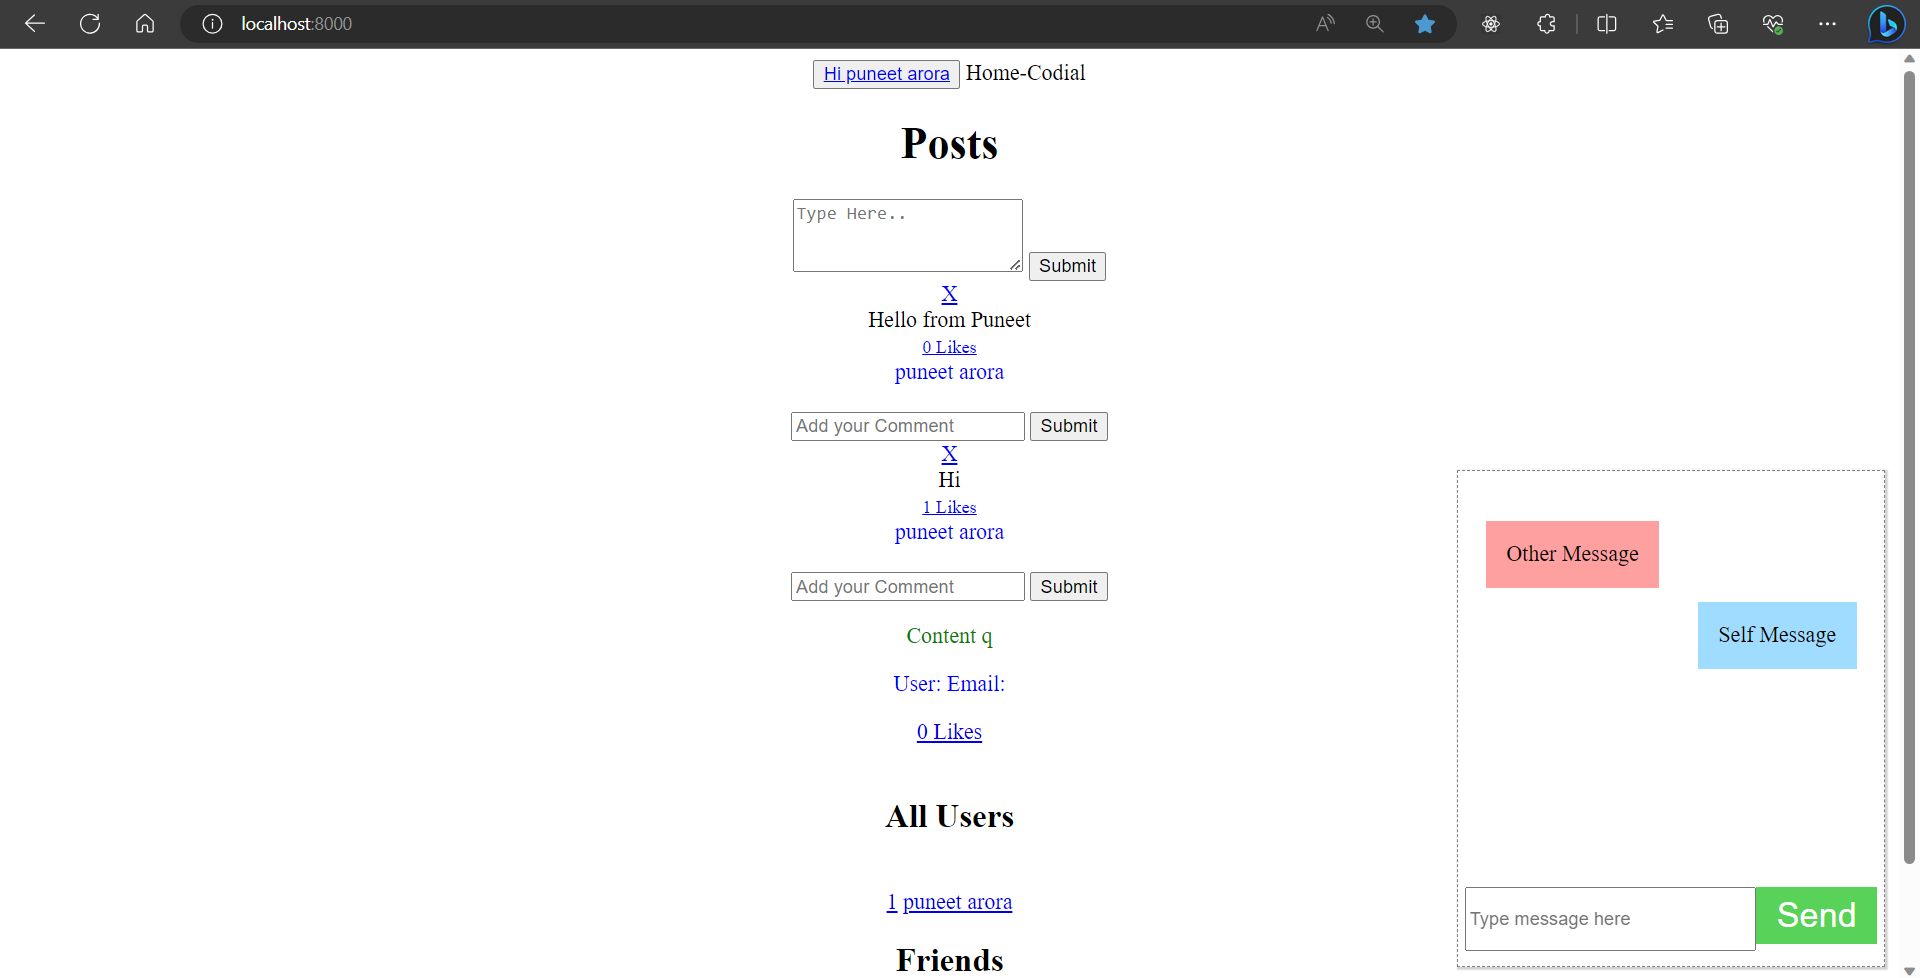 localhost:8000
Hi puneet arora Home-Codial
Posts
Type Here..
Submit
X
Hello from Puneet
0 Likes
puneet arora
Add your Comment Submit
X
Hi
1 Likes
puneet arora
Add your Comment Submit
Content q
User: Email:
0 Likes
All Users
1 puneet arora
Friends
Other Message
Self Message
Type message here Send